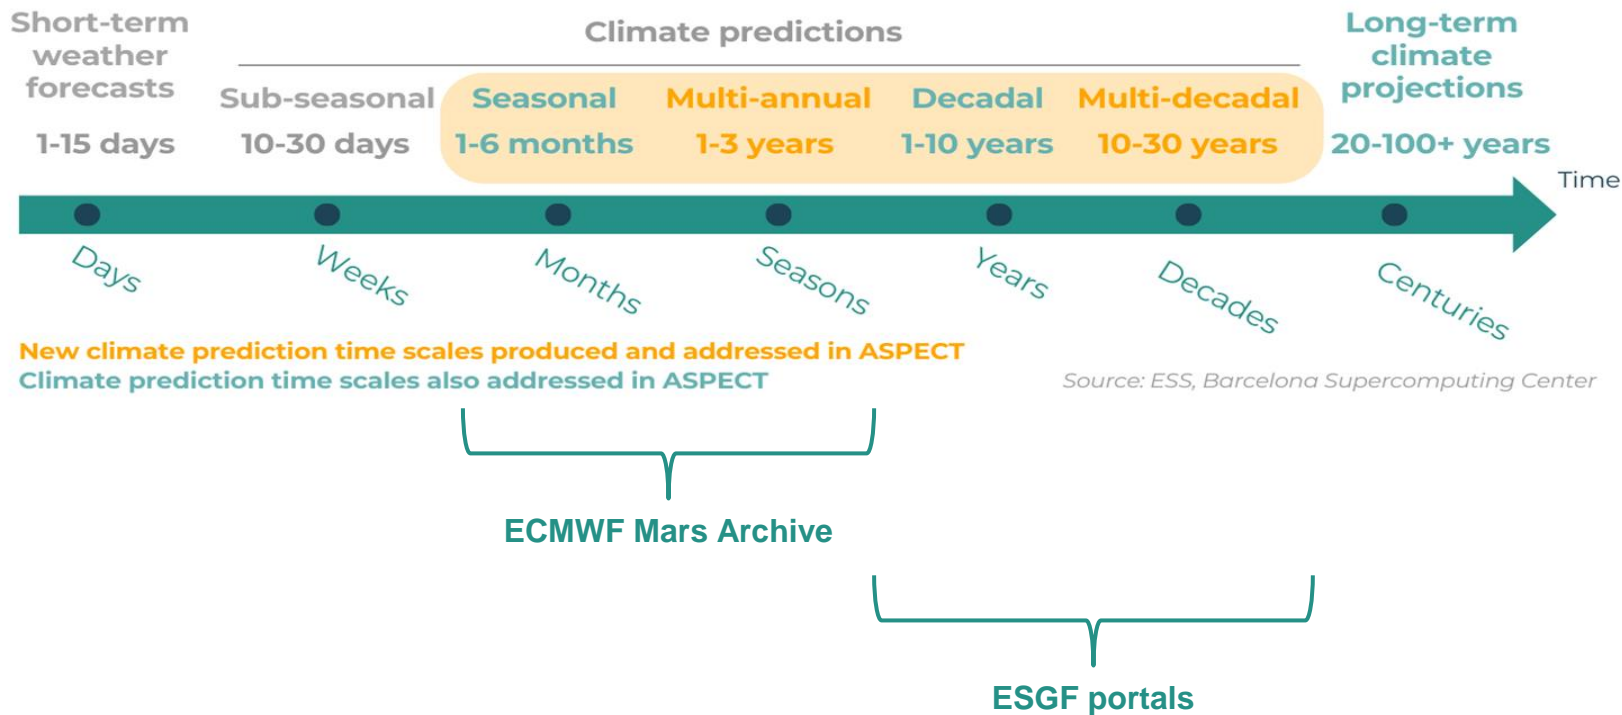 Short-term
weather
forecasts
1-15 days
Climate predictions
Sub-seasonal
10-30 days
Seasonal
1-6 months
Multi-annual
1-3 years
Decadal
1-10 years
Multi-decadal
10-30 years
Long-term
climate
projections
20-100+ years
Time
Days
Weeks
Months
Seasons
Years
Decades
Centuries
New climate prediction time scales produced and addressed in ASPECT
Climate prediction time scales also addressed in ASPECT
Source: ESS, Barcelona Supercomputing Center
ECMWF Mars Archive
ESGF portals